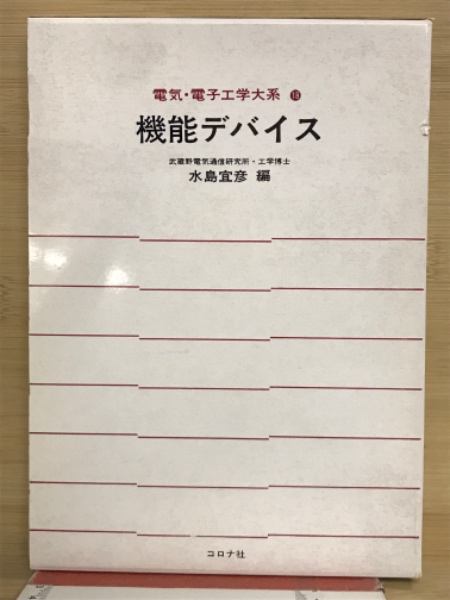 電気・電子工学大系 18
機能デバイス
武蔵野電気通信研究所・工学博士
水島宜彦 編
コロナ社